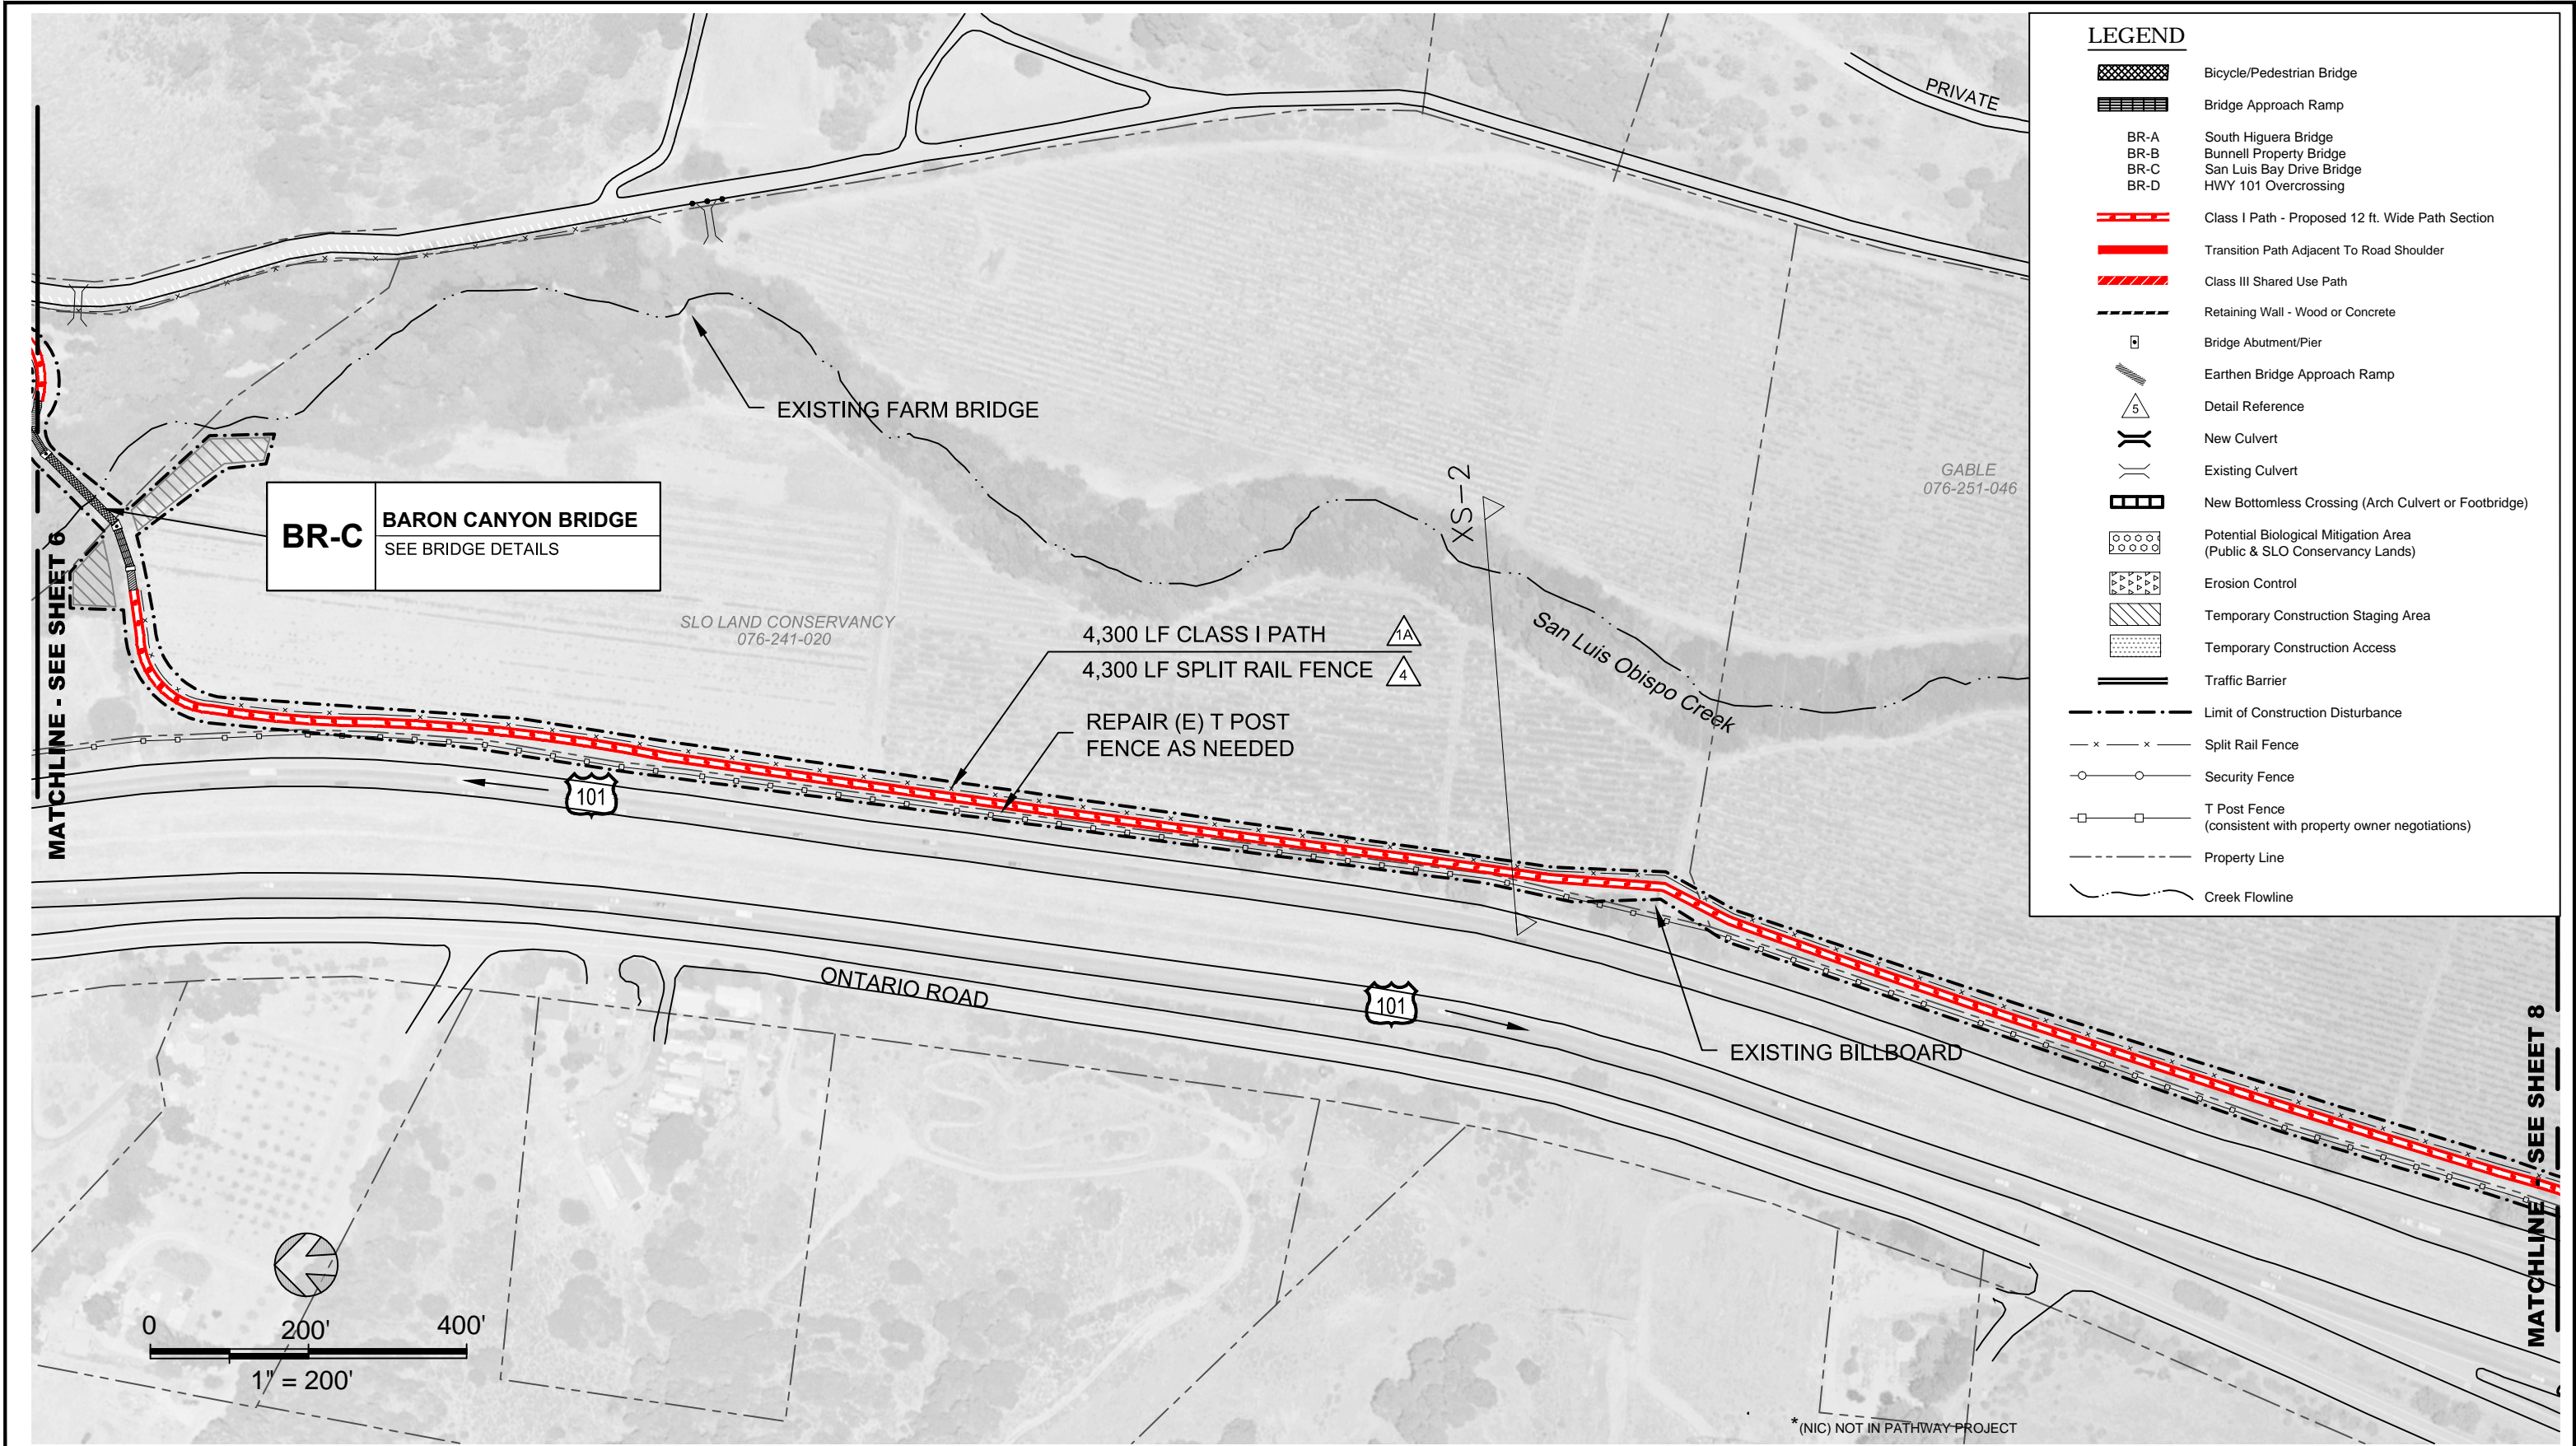 LEGEND
Bicycle/Pedestrian Bridge
Bridge Approach Ramp
BR-A South Higuera Bridge
BR-B Bunnell Property Bridge
BR-C San Luis Bay Drive Bridge
BR-D HWY 101 Overcrossing
Class I Path - Proposed 12 ft. Wide Path Section
Transition Path Adjacent To Road Shoulder
Class III Shared Use Path
Retaining Wall - Wood or Concrete
Bridge Abutment/Pier
Earthen Bridge Approach Ramp
5 Detail Reference
New Culvert
Existing Culvert
New Bottomless Crossing (Arch Culvert or Footbridge)
Potential Biological Mitigation Area
(Public & SLO Conservancy Lands)
Erosion Control
Temporary Construction Staging Area
Temporary Construction Access
Traffic Barrier
Limit of Construction Disturbance
Split Rail Fence
Security Fence
T Post Fence
(consistent with property owner negotiations)
Property Line
Creek Flowline
PRIVATE
EXISTING FARM BRIDGE
XS-2
GABLE
076-251-046
BR-C
BARON CANYON BRIDGE
SEE BRIDGE DETAILS
MATCHLINE - SEE SHEET 6
SLO LAND CONSERVANCY
076-241-020
4,300 LF CLASS I PATH 1A
4,300 LF SPLIT RAIL FENCE 4
San Luis Obispo Creek
REPAIR (E) T POST
FENCE AS NEEDED
101
ONTARIO ROAD
101
EXISTING BILLBOARD
MATCHLINE - SEE SHEET 8
0 200' 400'
1" = 200'
*(NIC) NOT IN PATHWAY PROJECT